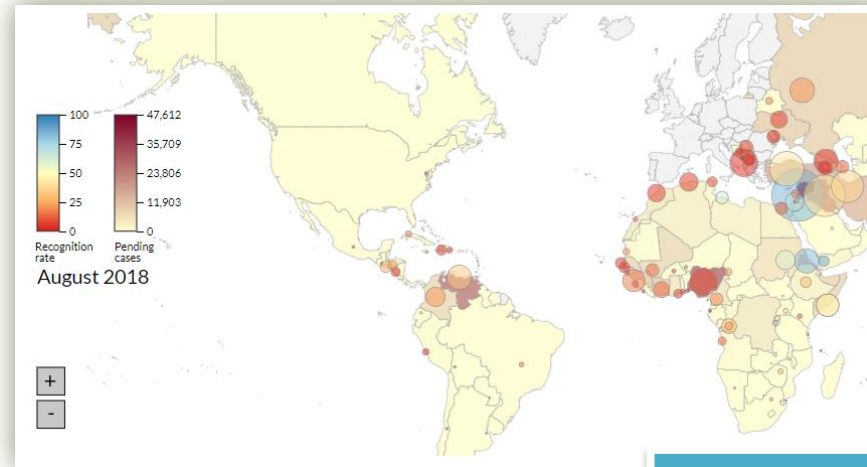 100
75
50
25
0
Recognition
rate
47,612
35,709
23,806
11,903
0
Pending
cases
August 2018
+
-